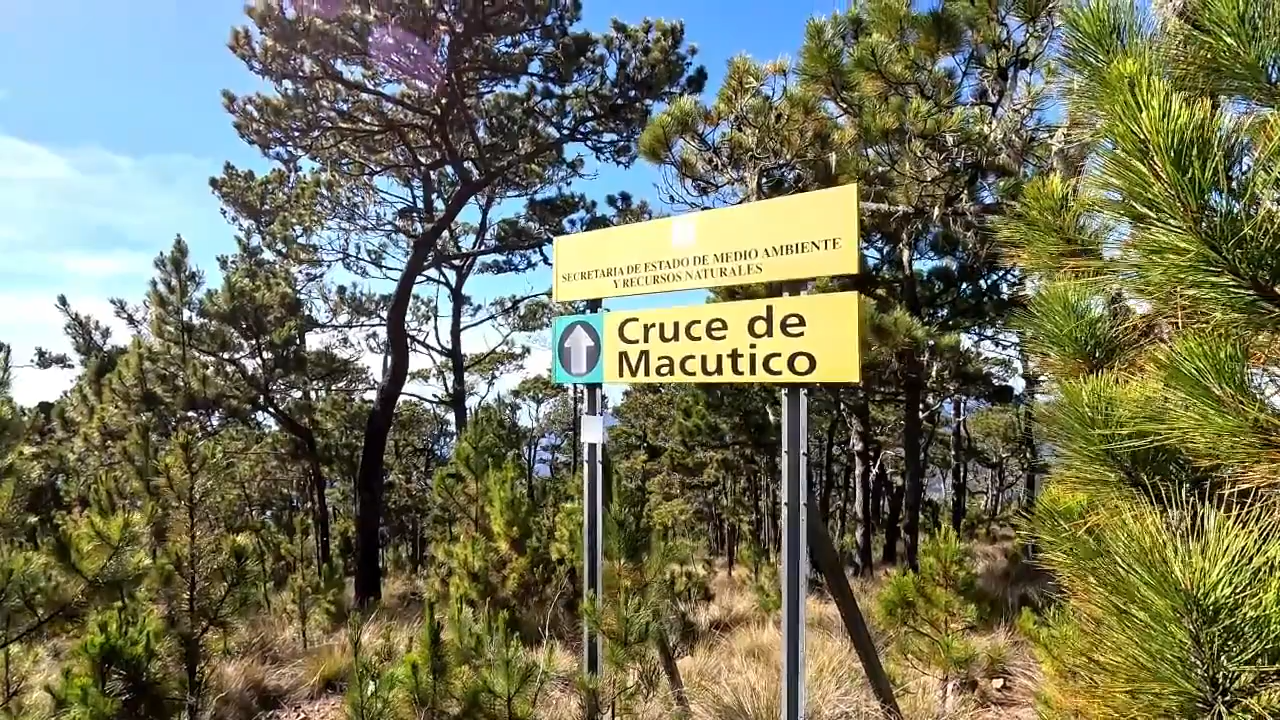 SECRETARIA DE ESTADO DE MEDIO AMBIENTE
Y RECURSOS NATURALES
Cruce de
Macutico